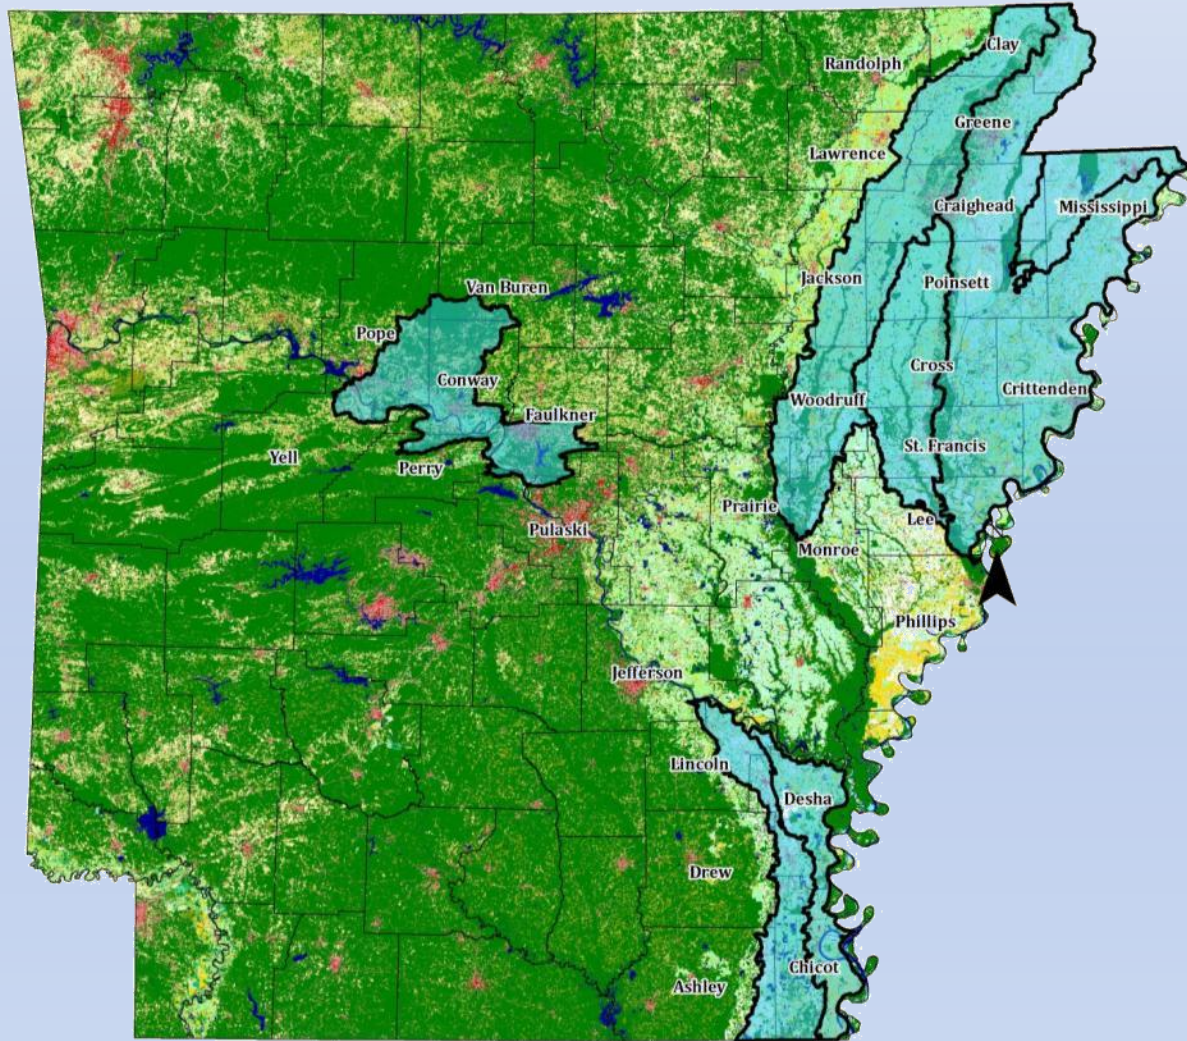 Clay
Randolph
Greene
Lawrence
Craighead
Mississippi
Jackson
Poinsett
Van Buren
Pope
Cross
Conway
Crittenden
Woodruff
Faulkner
St. Francis
Yell
Perry
Prairie
Lee
Pulaski
Monroe
Phillips
Jefferson
Lincoln
Desha
Drew
Chicot
Ashley